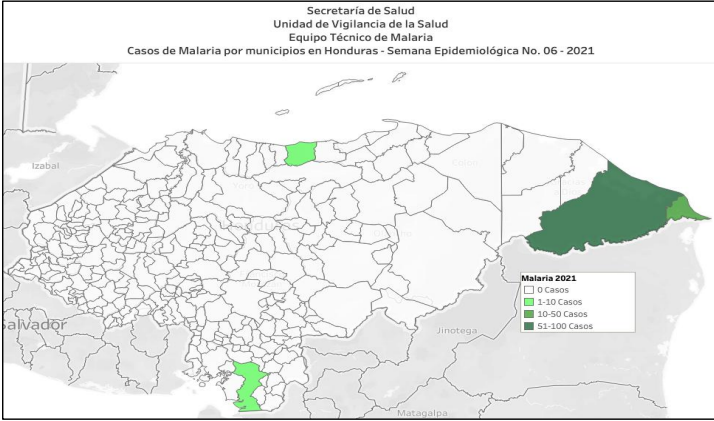 Secretaría de Salud
Unidad de Vigilancia de la Salud
Equipo Técnico de Malaria
Casos de Malaria por municipios en Honduras - Semana Epidemiológica No. 06 - 2021
Izabal
Malaria 2021
0 Casos
1-10 Casos
10-50 Casos
51-100 Casos
Salvador
Jinotega
Matagalpa